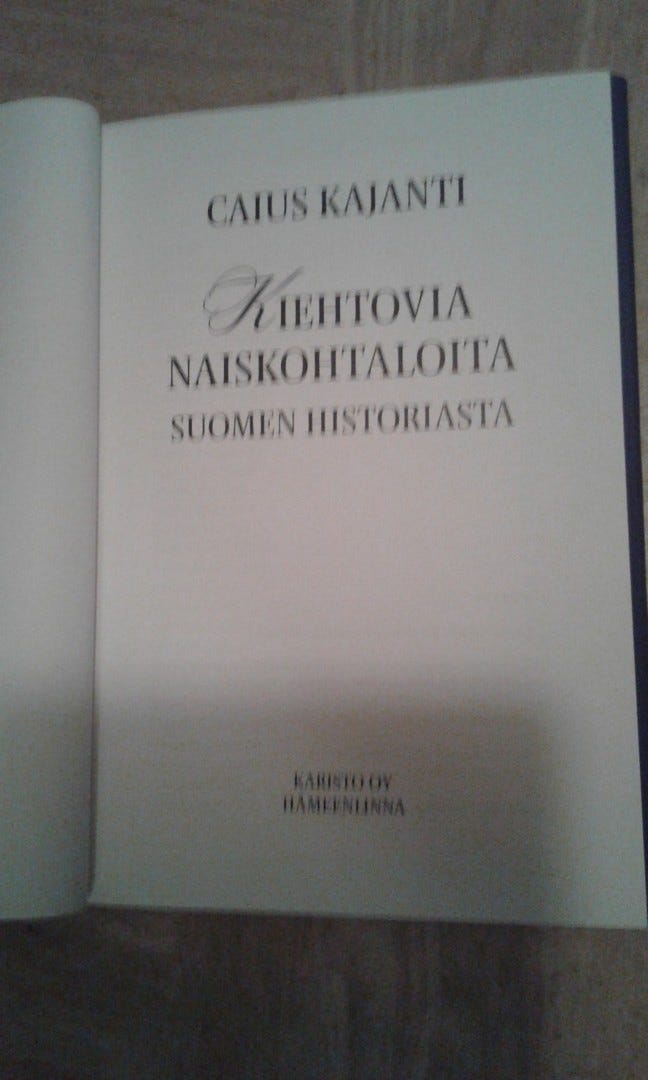 CAIUS KAJANTI
KIEHTOVIA
NAISKOHTALOITA
SUOMEN HISTORIASTA
KARISTO OY
HÄMEENLINNA